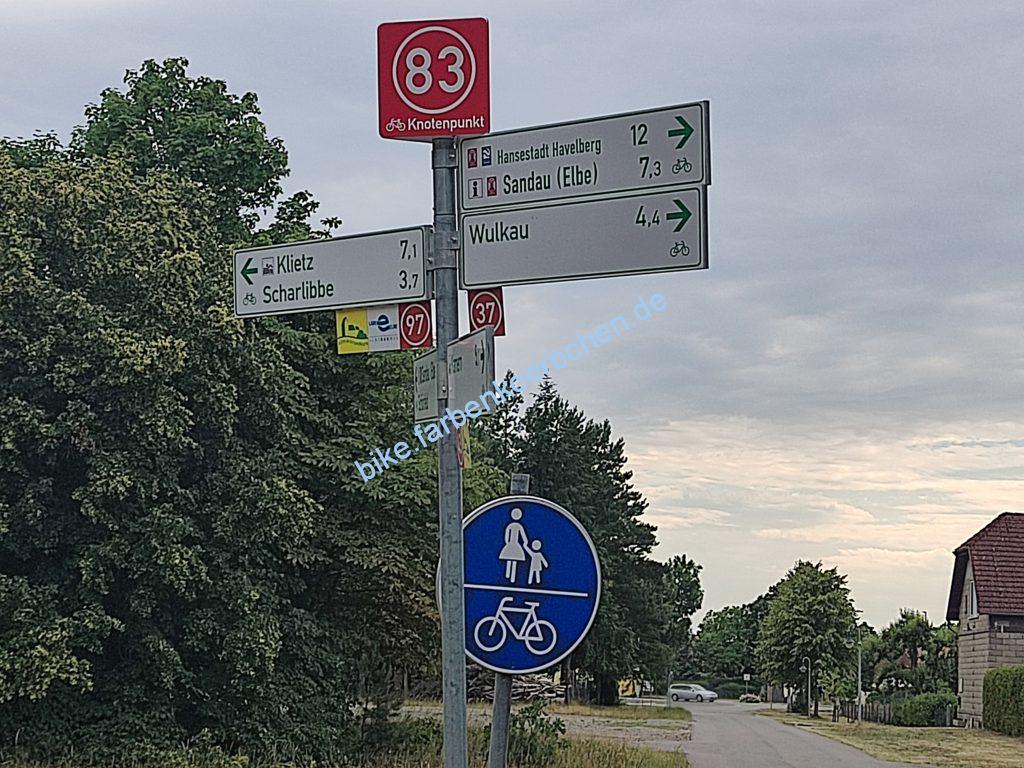 83
Knotenpunkt
Hansestadt Havelberg 12
Sandau (Elbe) 7,3
Wulkau 4,4
Klietz 7,1
Scharlibbe 3,7
97
37
bike.farbenkoorbchen.de